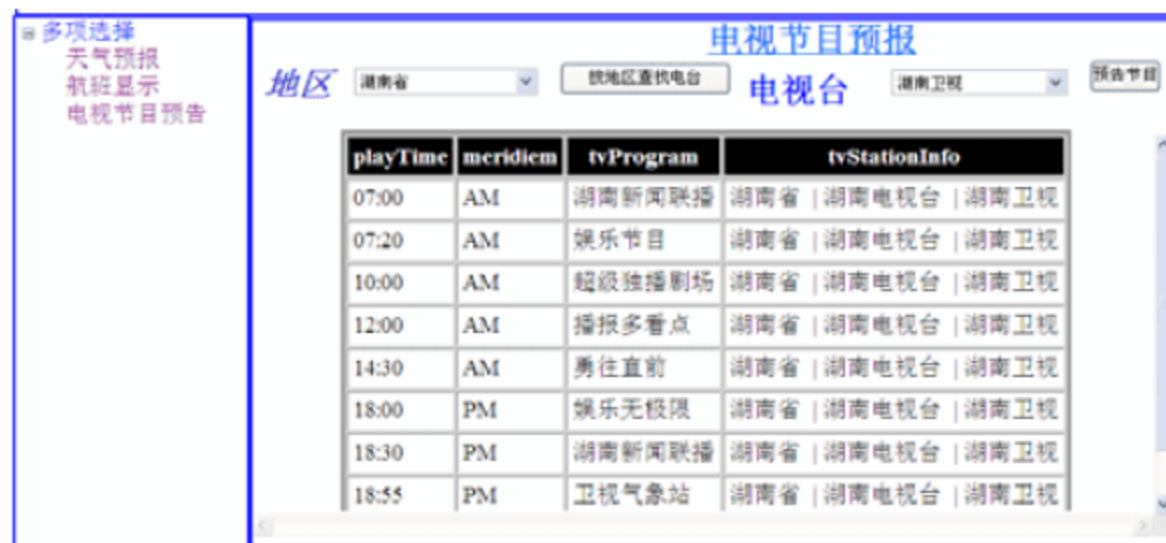 多项选择
天气预报
航班显示
电视节目预告
电视节目预报
地区 湖南省 按地区查找电台 电视台 湖南卫视 预告节目
playTime meridiem tvProgram tvStationInfo
07:00 AM 湖南新闻联播 湖南省 |湖南电视台 |湖南卫视
07:20 AM 娱乐节目 湖南省 |湖南电视台 |湖南卫视
10:00 AM 超级独播剧场 湖南省 |湖南电视台 |湖南卫视
12:00 AM 播报多看点 湖南省 |湖南电视台 |湖南卫视
14:30 AM 勇往直前 湖南省 |湖南电视台 |湖南卫视
18:00 PM 娱乐无极限 湖南省 |湖南电视台 |湖南卫视
18:30 PM 湖南新闻联播 湖南省 |湖南电视台 |湖南卫视
18:55 PM 卫视气象站 湖南省 |湖南电视台 |湖南卫视